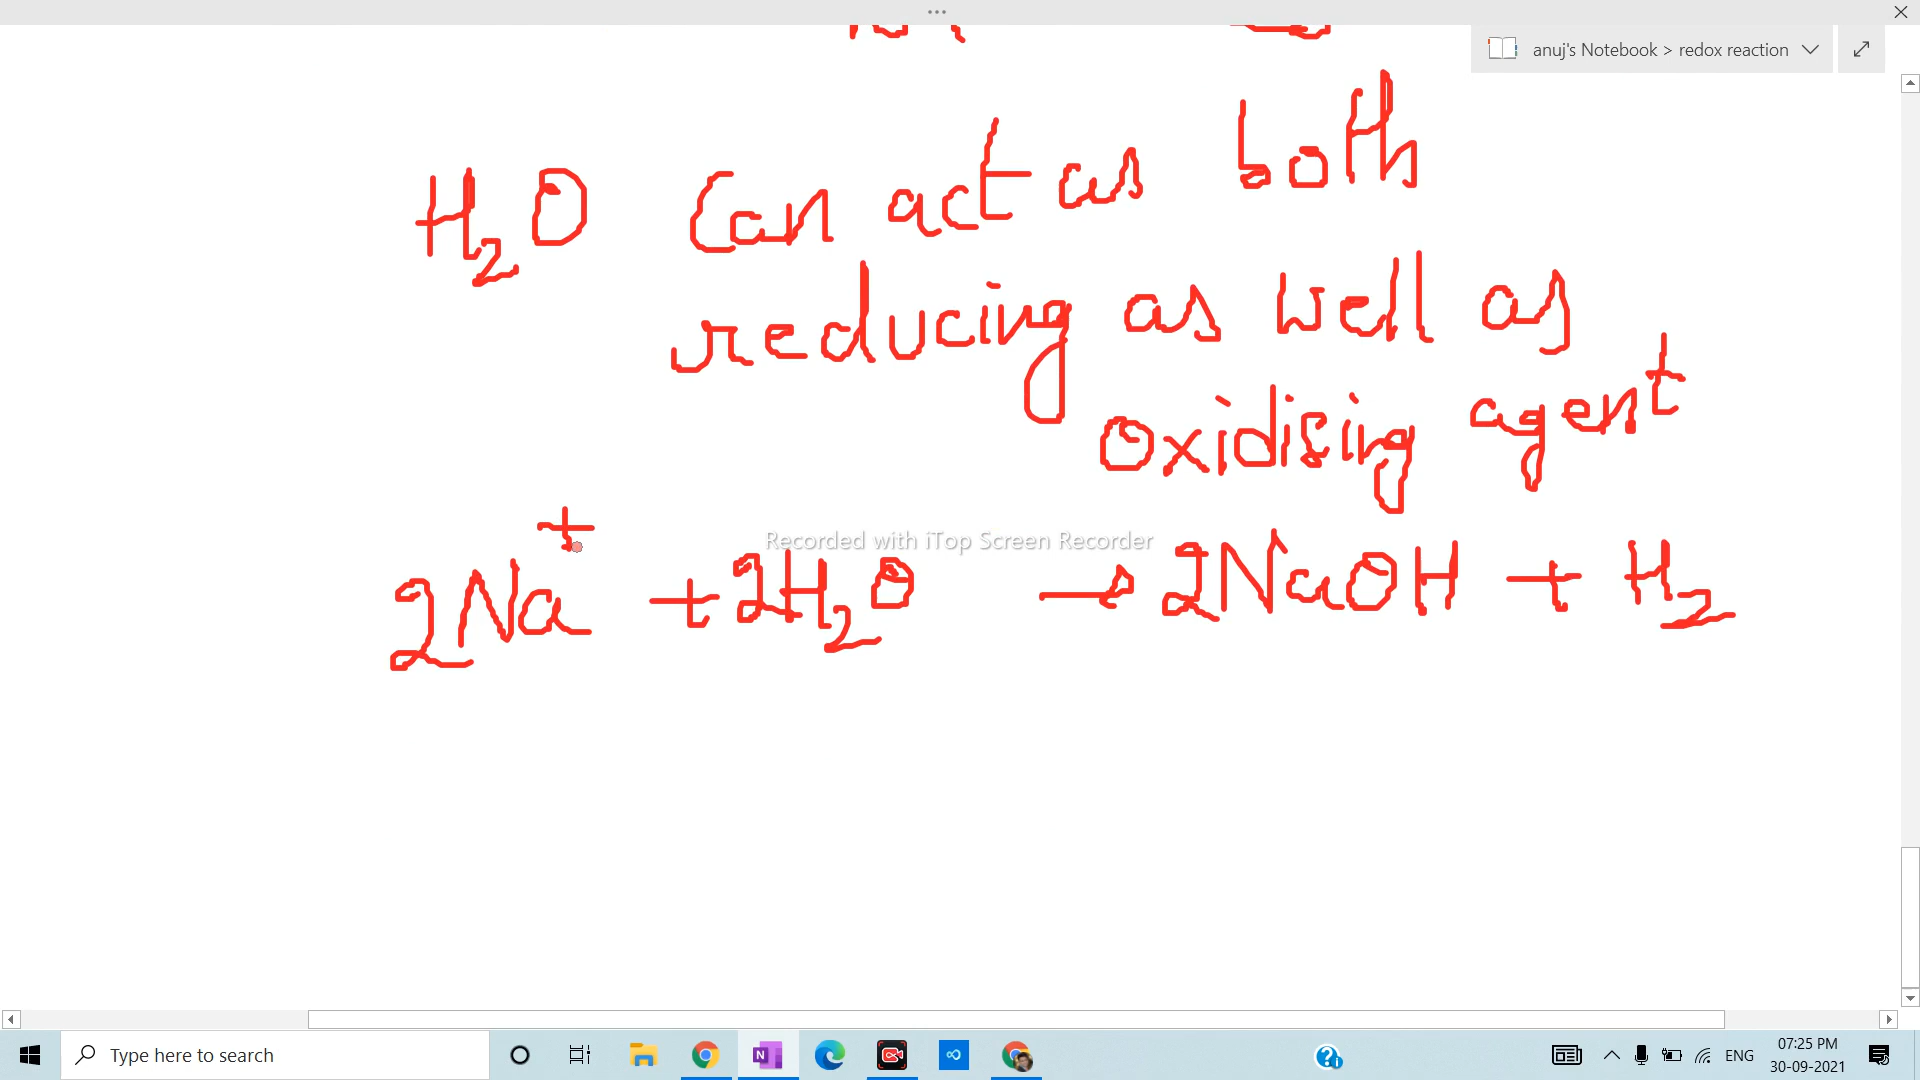 anuj's Notebook > redox reaction
H₂O Can act as both
reducing as well as
oxidising agent
Recorded with iTop Screen Recorder
2Na⁺ + 2H₂O → 2NaOH + H₂
Type here to search
ENG
07:25 PM
30-09-2021